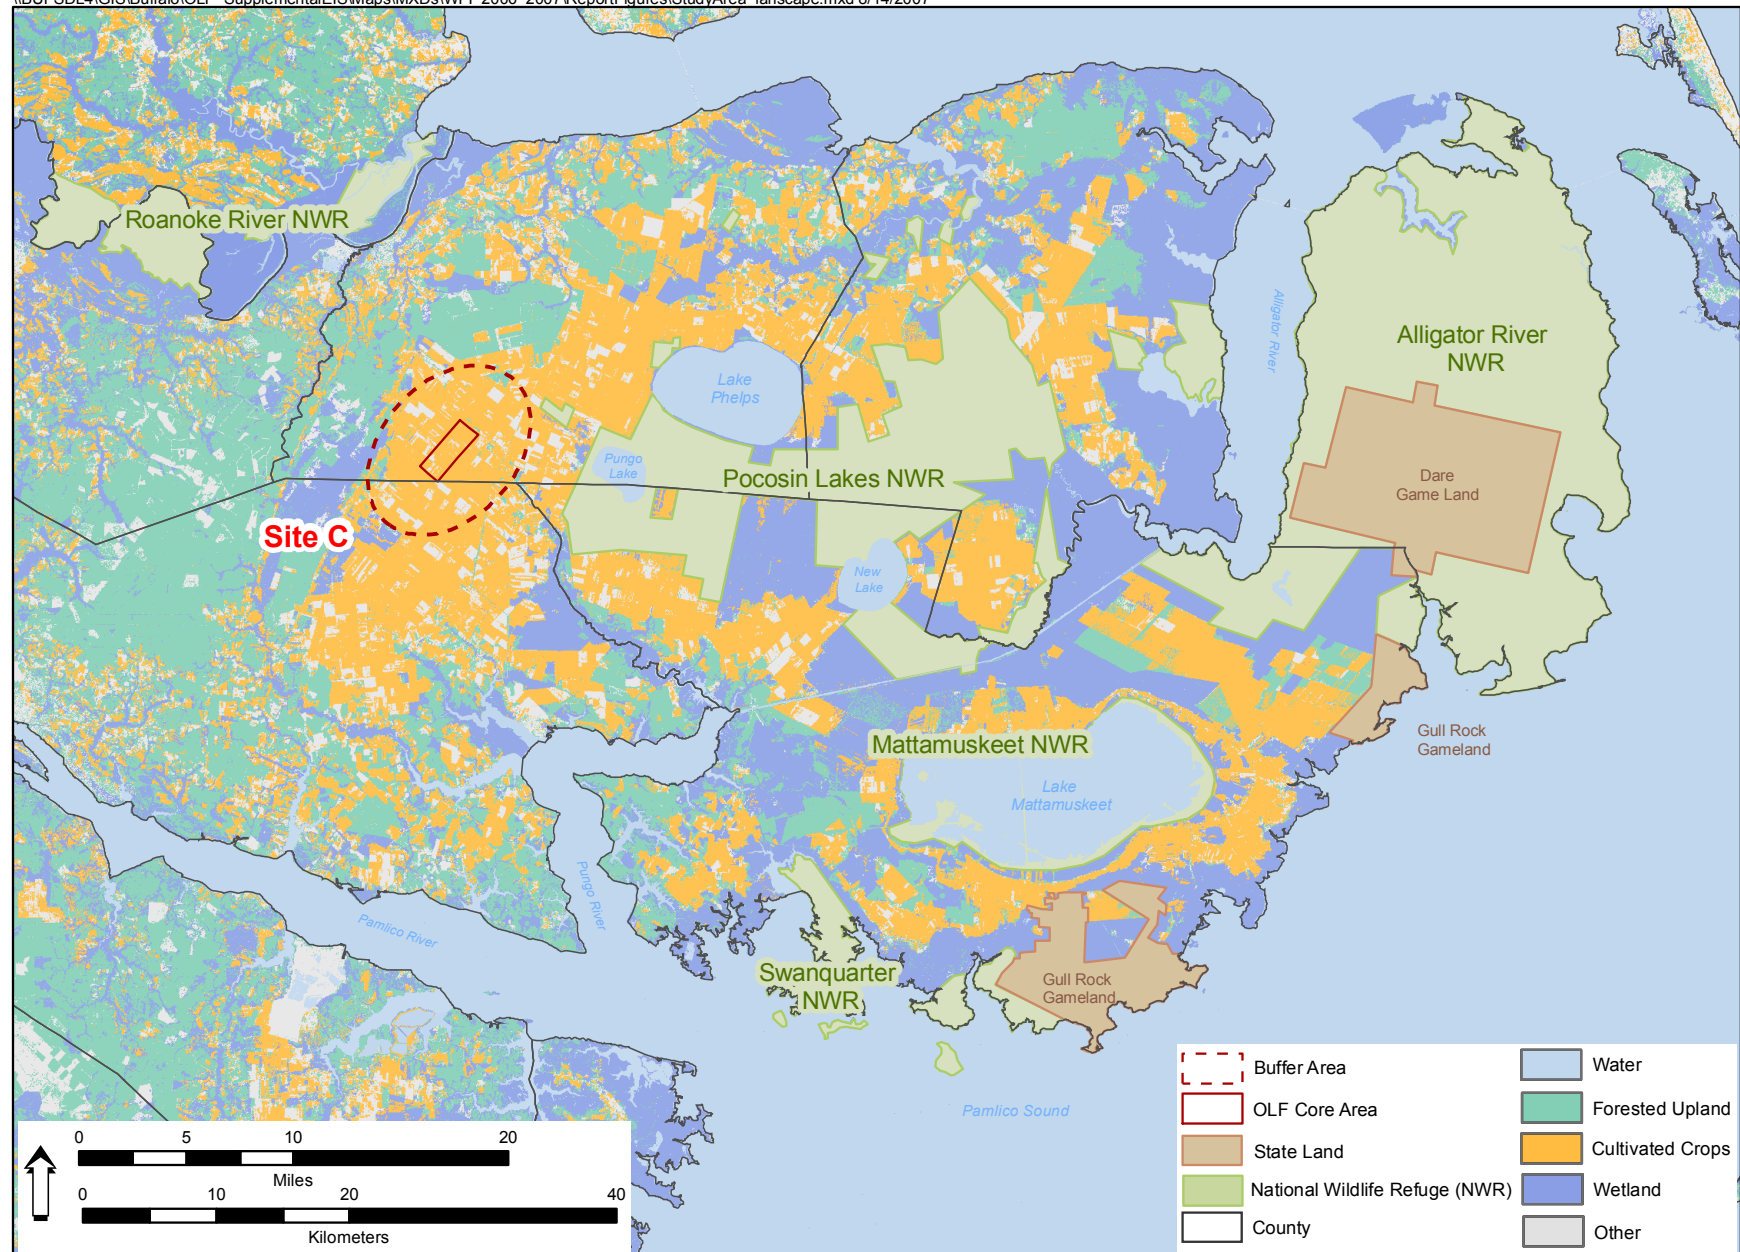 Roanoke River NWR
Lake
Phelps
Pungo
Lake
Pocosin Lakes NWR
Site C
New
Lake
Alligator River
Alligator River
NWR
Dare
Game Land
Gull Rock
Gameland
Mattamuskeet NWR
Lake
Mattamuskeet
Pungo River
Pamlico River
Swanquarter
NWR
Gull Rock
Gameland
Pamlico Sound
0 5 10 20
Miles
0 10 20 40
Kilometers
Buffer Area
OLF Core Area
State Land
National Wildlife Refuge (NWR)
County
Water
Forested Upland
Cultivated Crops
Wetland
Other